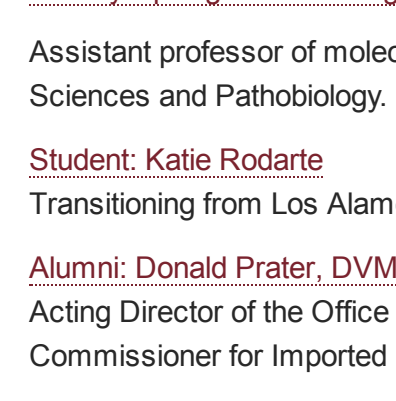 Assistant professor of molec
Sciences and Pathobiology.
Student: Katie Rodarte
Transitioning from Los Alam
Alumni: Donald Prater, DVM
Acting Director of the Office
Commissioner for Imported